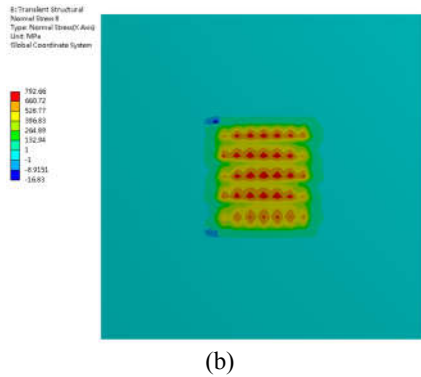 B: Transient Structural
Normal Stress 8
Type: Normal Stress(X Axis)
Unit: MPa
Global Coordinate System
792.66
660.72
528.77
396.83
264.89
132.94
1
-1
-8.9151
-16.83
(b)